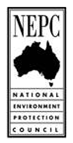 NEPC
NATIONAL
ENVIRONMENT
PROTECTION
COUNCIL